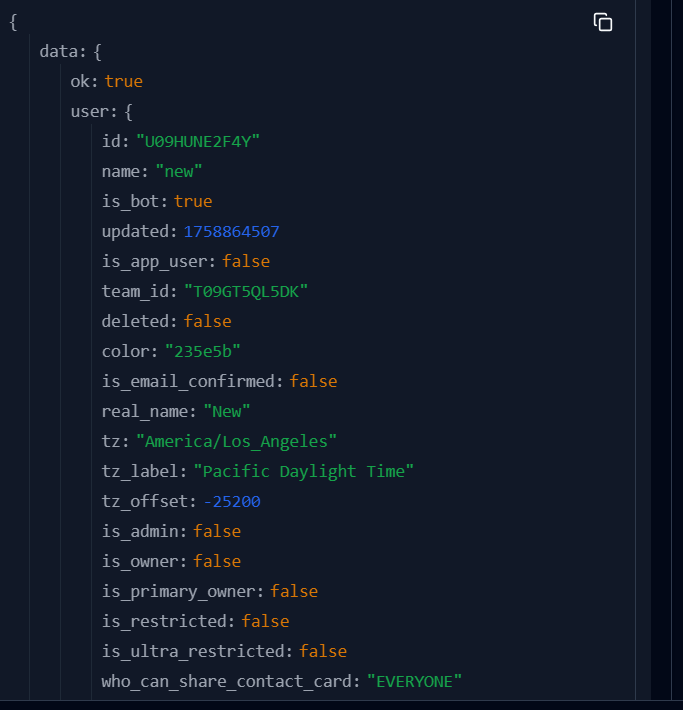 {
data: {
ok: true
user: {
id: "U09HUNE2F4Y"
name: "new"
is_bot: true
updated: 1758864507
is_app_user: false
team_id: "T09GT5QL5DK"
deleted: false
color: "235e5b"
is_email_confirmed: false
real_name: "New"
tz: "America/Los_Angeles"
tz_label: "Pacific Daylight Time"
tz_offset: -25200
is_admin: false
is_owner: false
is_primary_owner: false
is_restricted: false
is_ultra_restricted: false
who_can_share_contact_card: "EVERYONE"